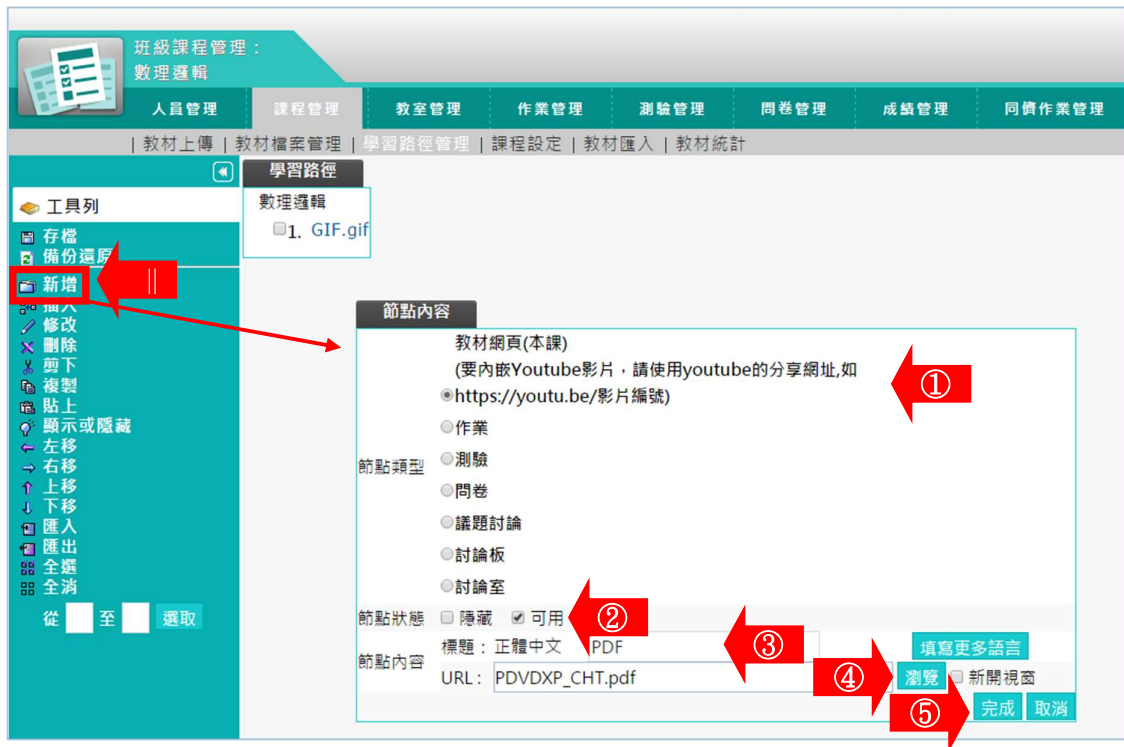 班級課程管理：
數理邏輯
人員管理 課程管理 教室管理 作業管理 測驗管理 問卷管理 成績管理 同儕作業管理
| 教材上傳 | 教材檔案管理 | 學習路徑管理 | 課程設定 | 教材匯入 | 教材統計
學習路徑
工具列
數理邏輯
1. GIF.gif
存檔
備份還原
新增
||
插入
修改
刪除
剪下
複製
貼上
顯示或隱藏
左移
右移
上移
下移
匯入
匯出
全選
全消
從 至 選取
節點內容
教材網頁(本課)
(要內嵌Youtube影片，請使用youtube的分享網址,如
https://youtu.be/影片編號)
①
作業
節點類型
測驗
問卷
議題討論
討論板
討論室
節點狀態 隱藏 可用 ②
節點內容
標題：正體中文 PDF ③ 填寫更多語言
URL： PDVDXP_CHT.pdf ④ 瀏覽 新開視窗
⑤ 完成 取消